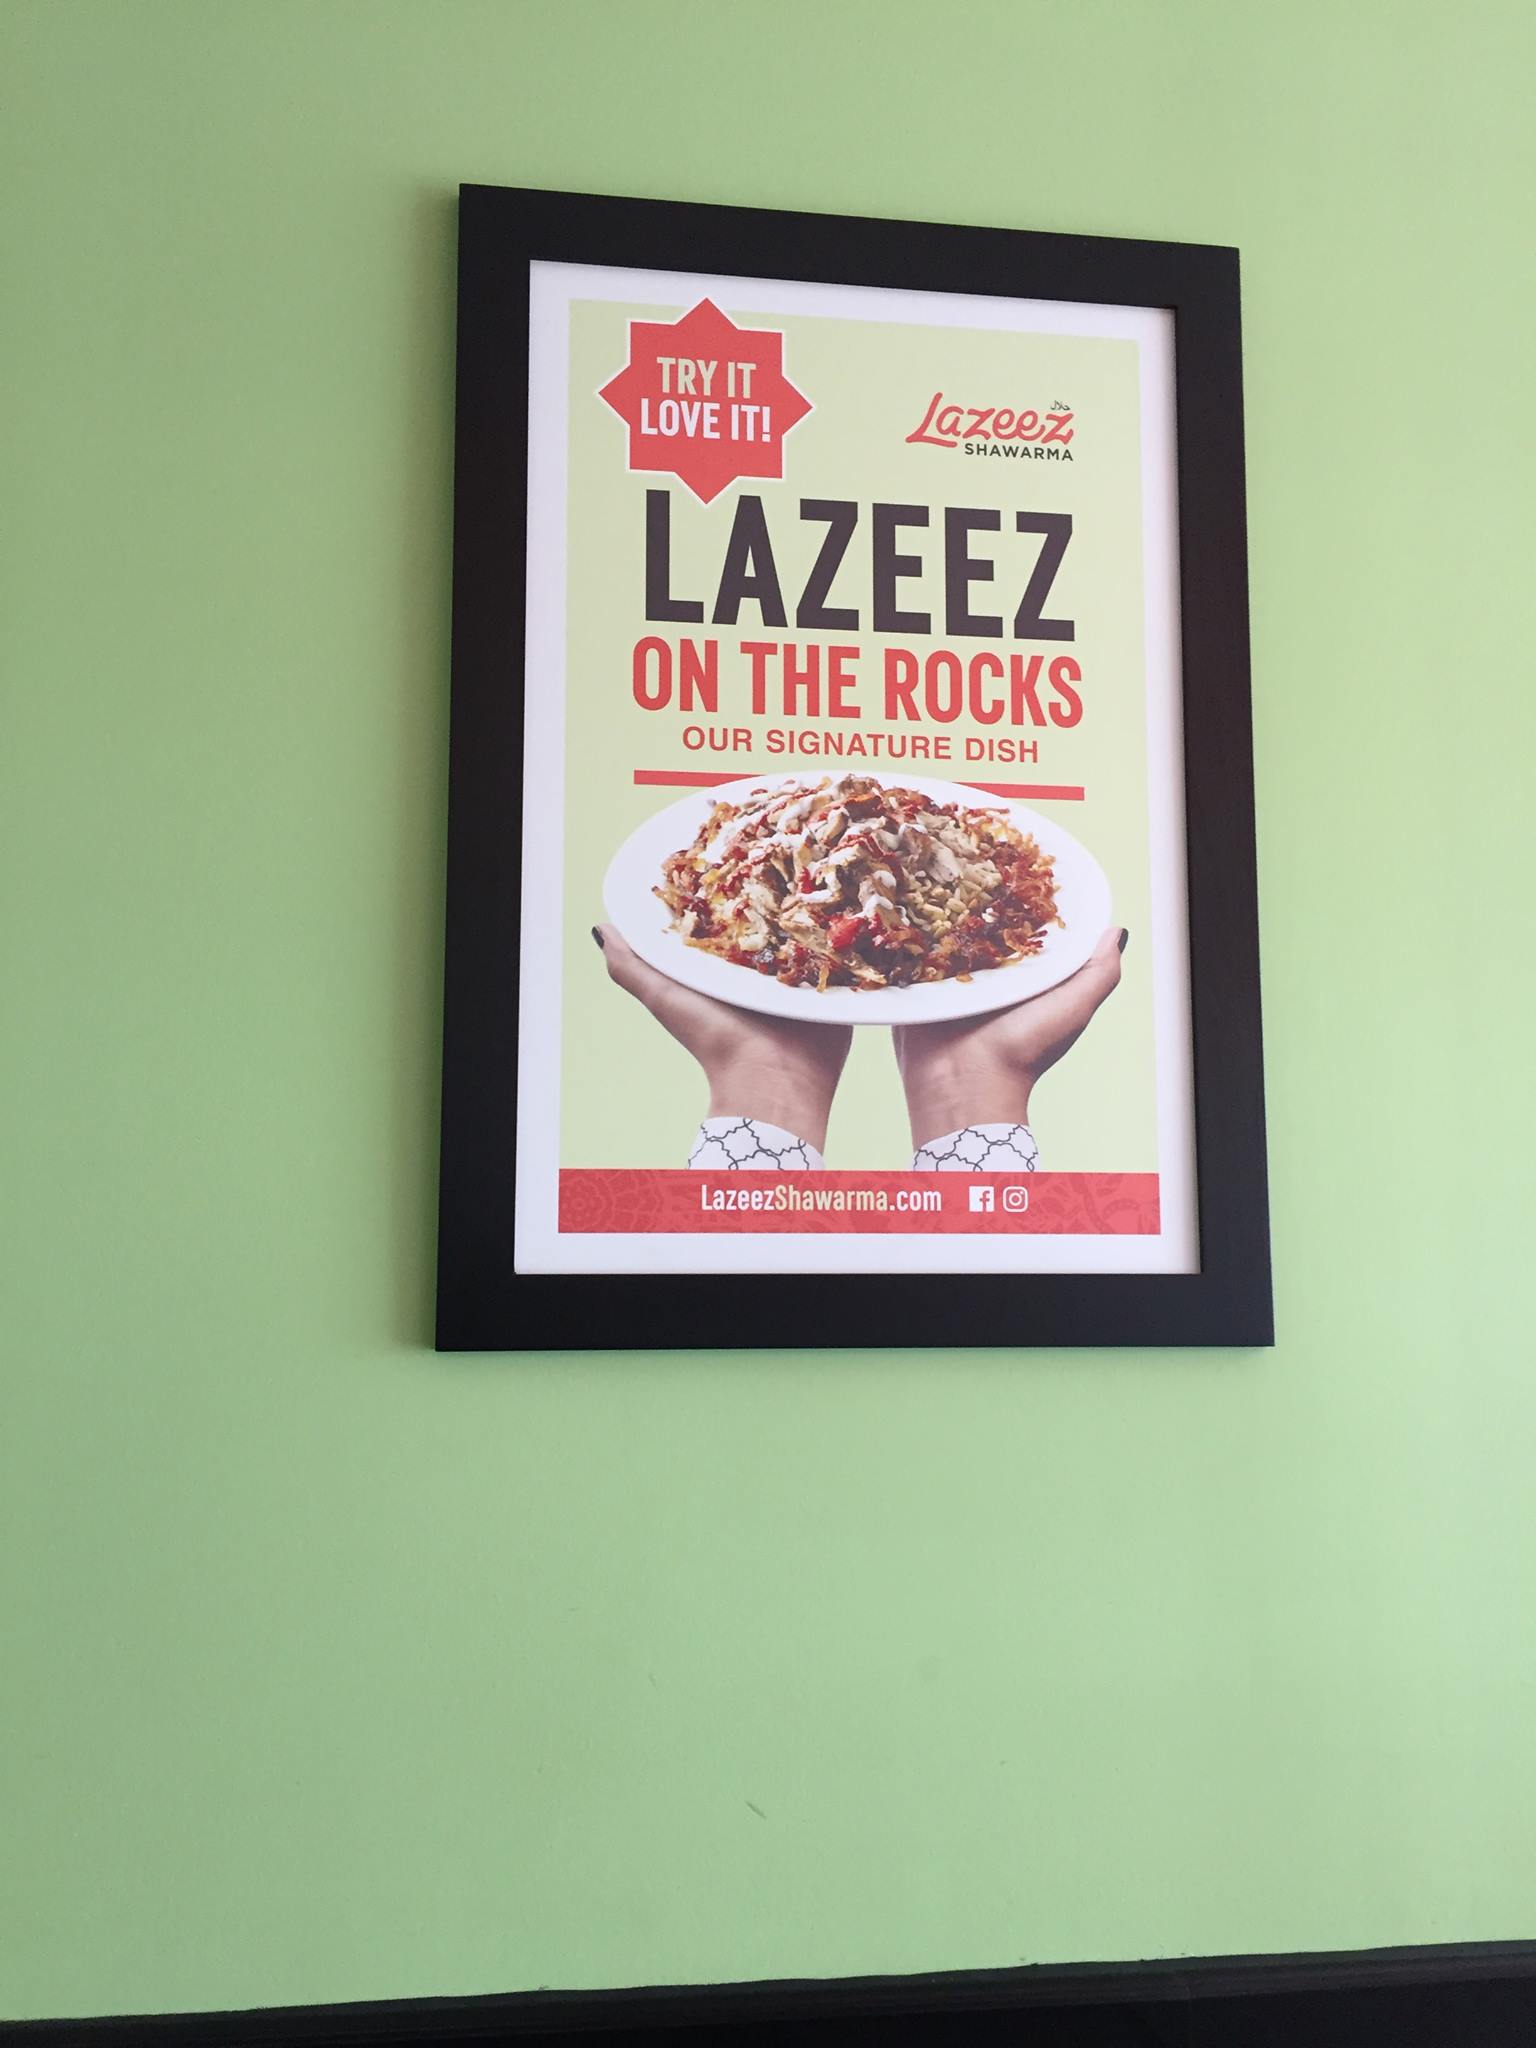 TRY IT
LOVE IT!
حلال
Lazeez
SHAWARMA
LAZEEZ
ON THE ROCKS
OUR SIGNATURE DISH
LazeezShawarma.com